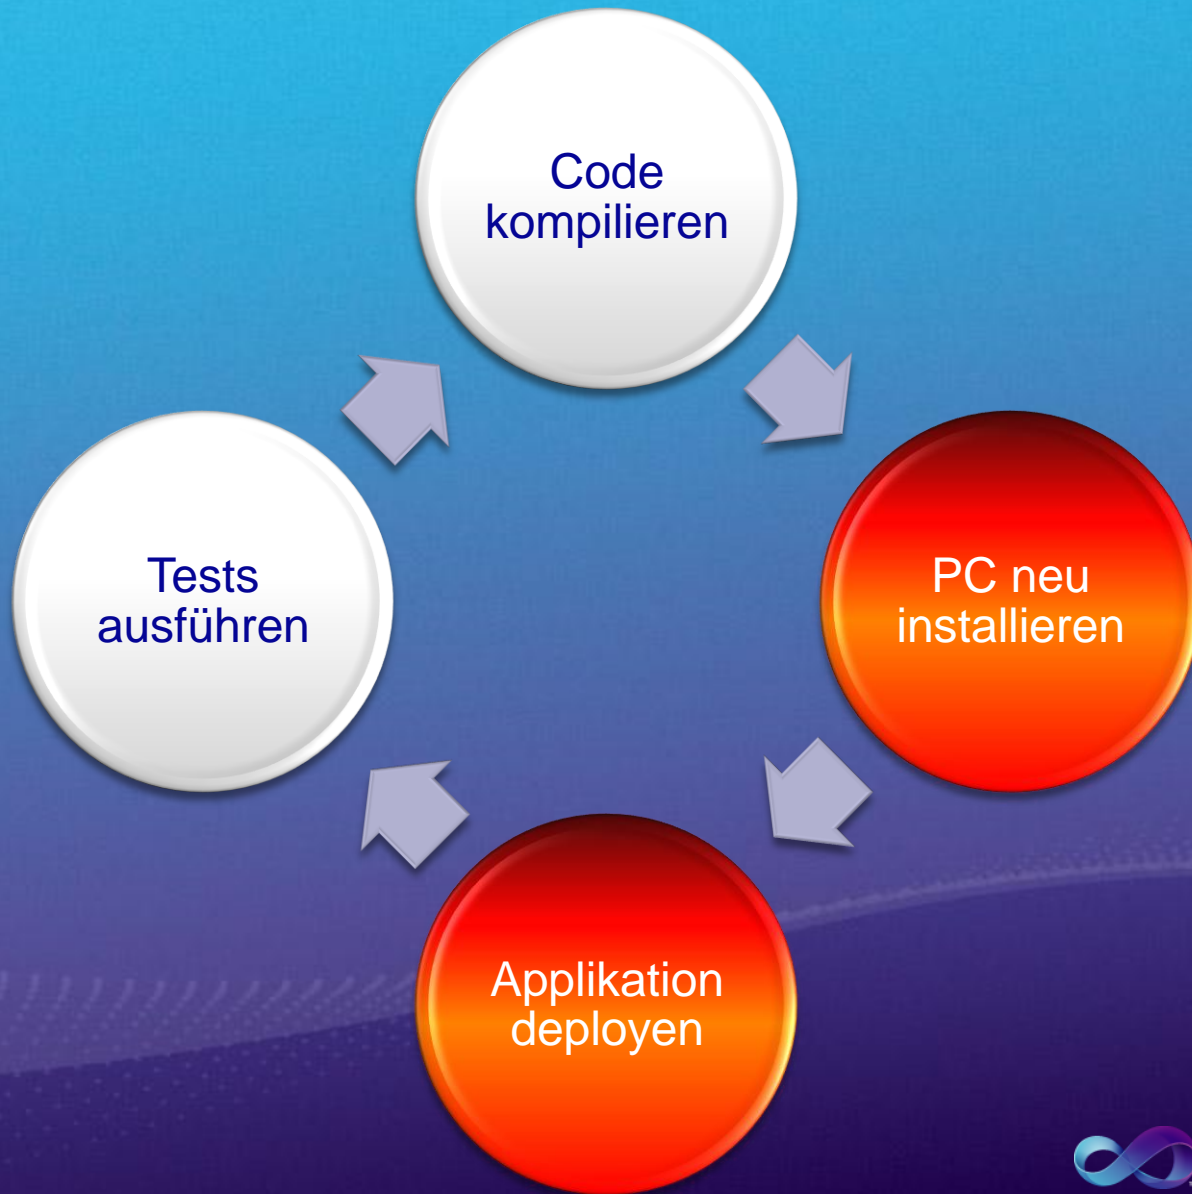 Code
kompilieren
PC neu
installieren
Applikation
deployen
Tests
ausführen